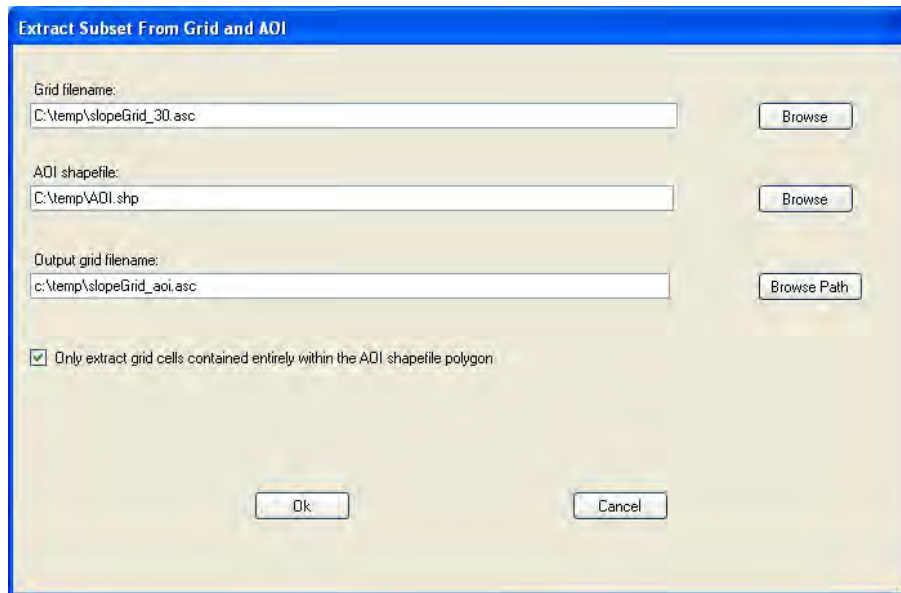 Extract Subset From Grid and AOI
Grid filename:
C:\temp\slopeGrid_30.asc
Browse
AOI shapefile:
C:\temp\AOI.shp
Browse
Output grid filename:
c:\temp\slopeGrid_aoi.asc
Browse Path
Only extract grid cells contained entirely within the AOI shapefile polygon
Ok
Cancel